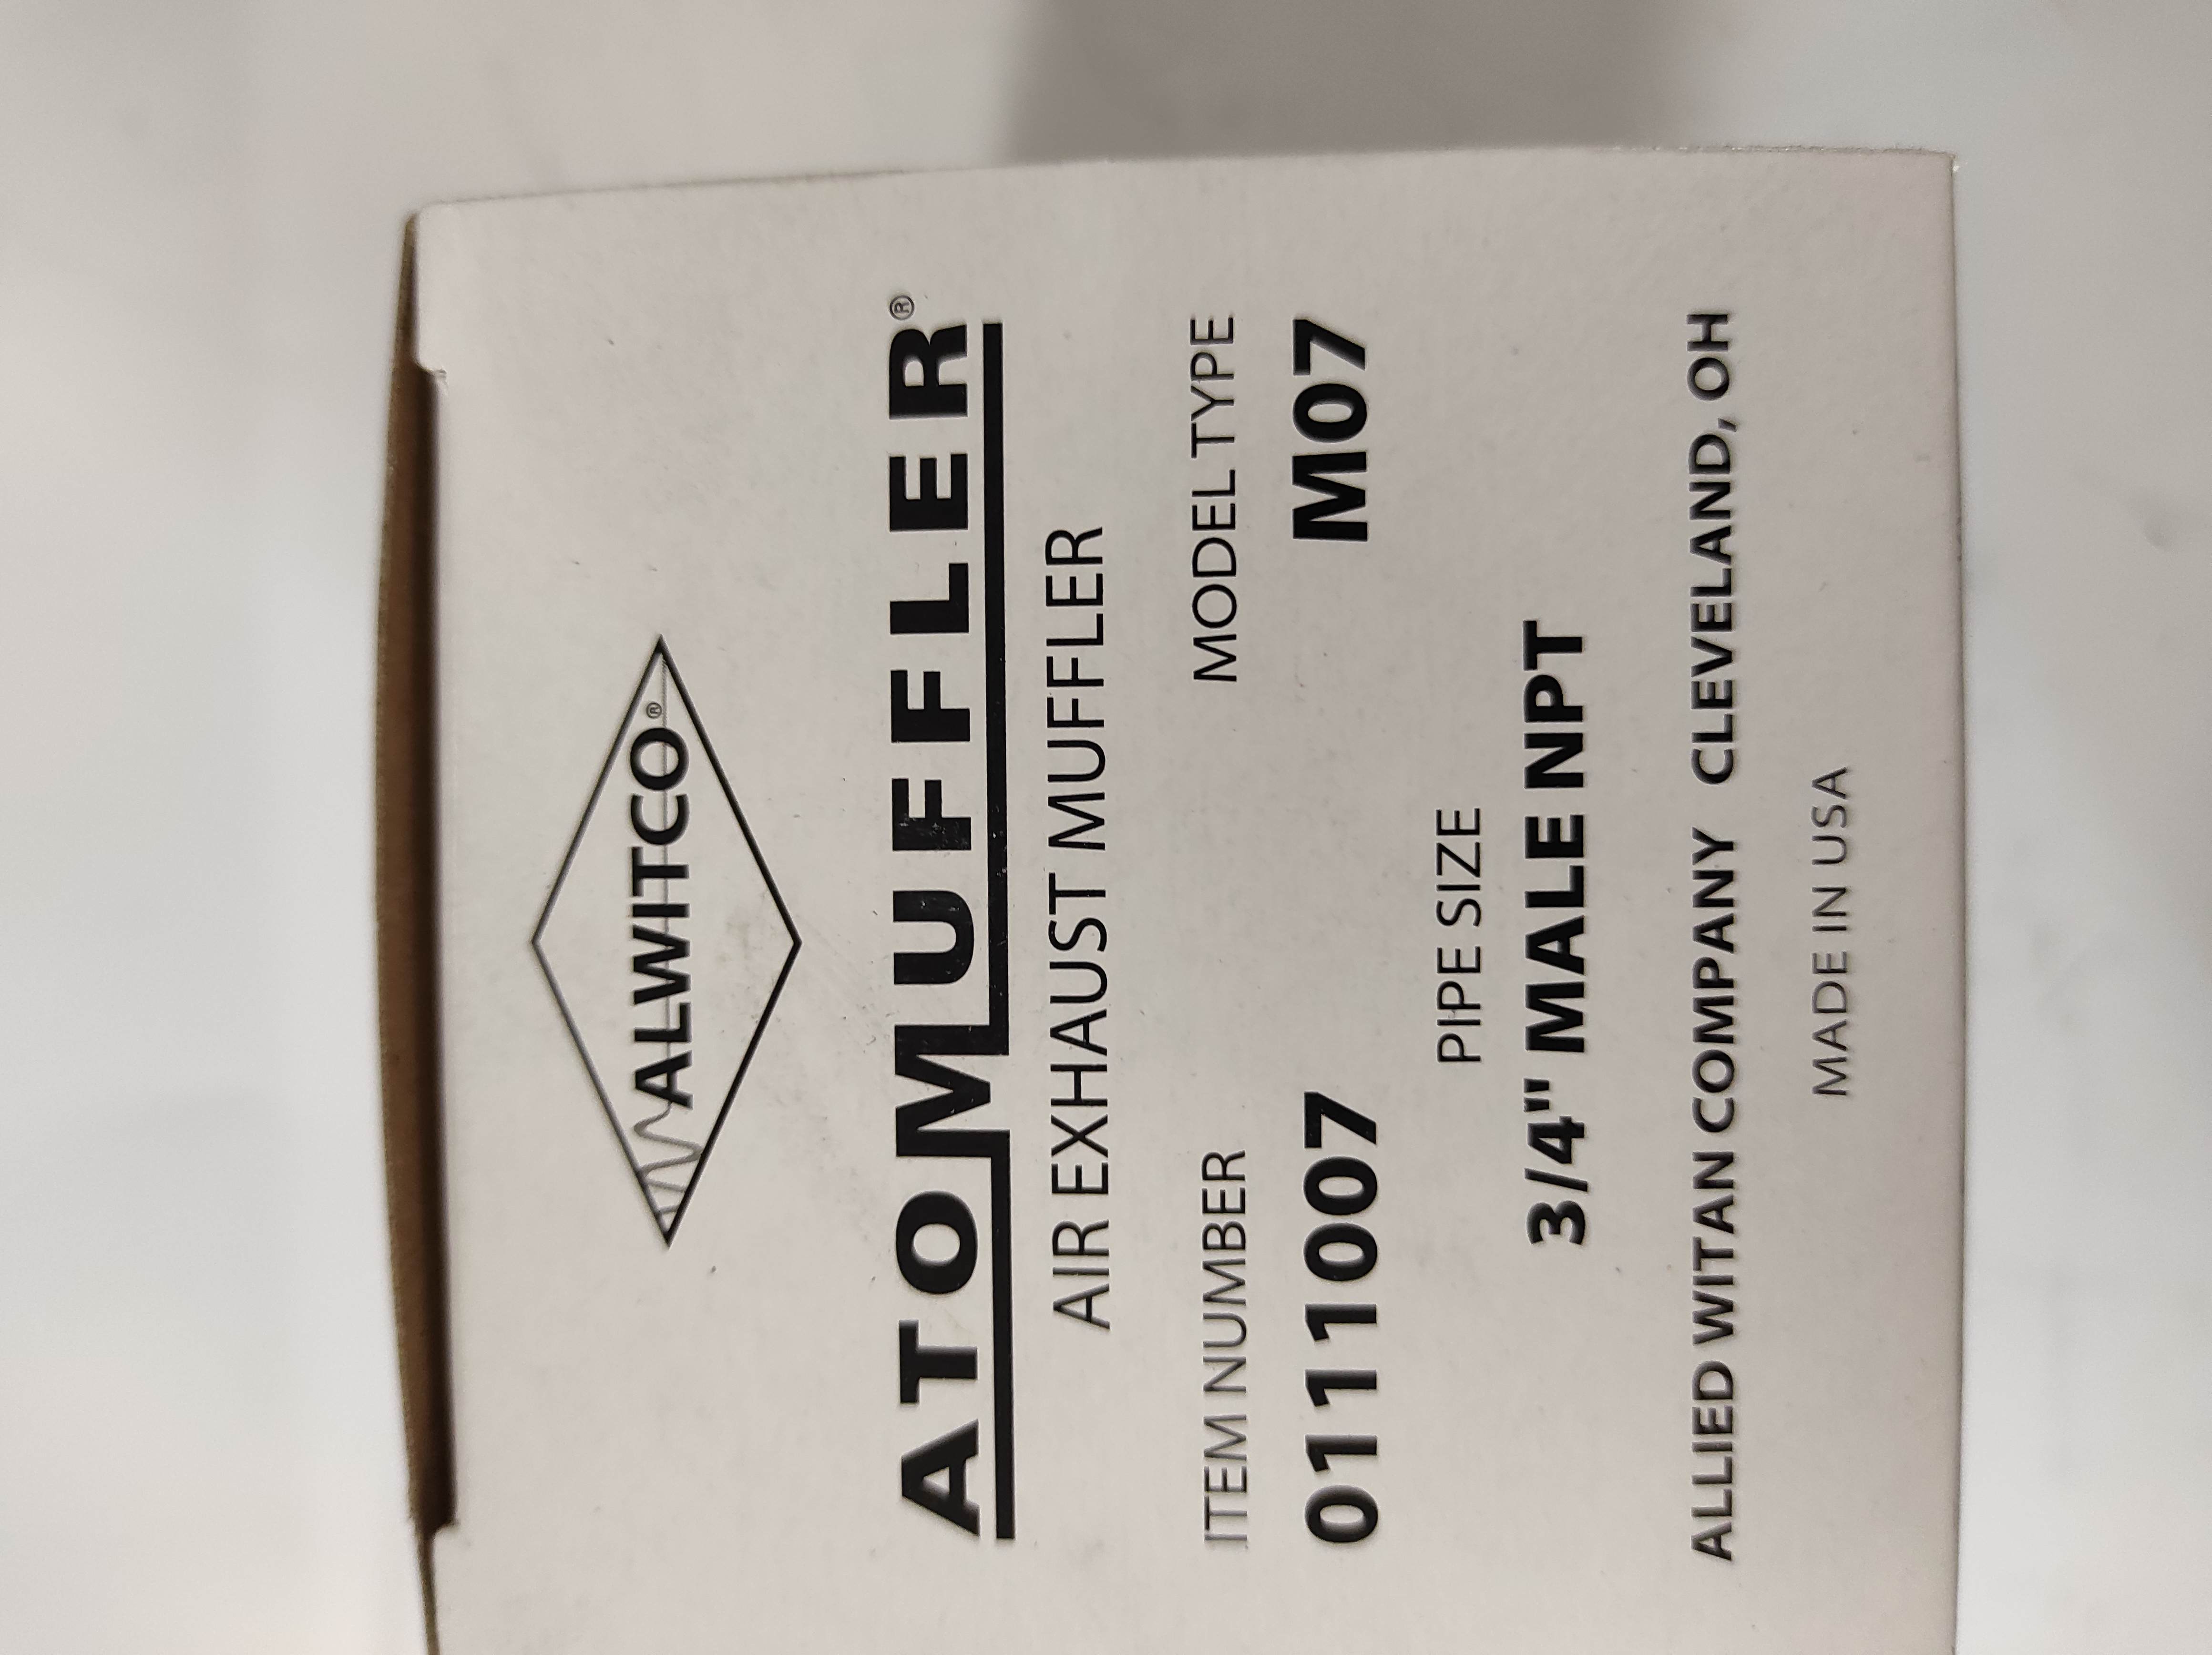 ALWITCO®
ATOMUFFLER®
AIR EXHAUST MUFFLER
ITEM NUMBER MODEL TYPE
0111007 M07
PIPE SIZE
3/4" MALE NPT
ALLIED WITAN COMPANY CLEVELAND, OH
MADE IN USA